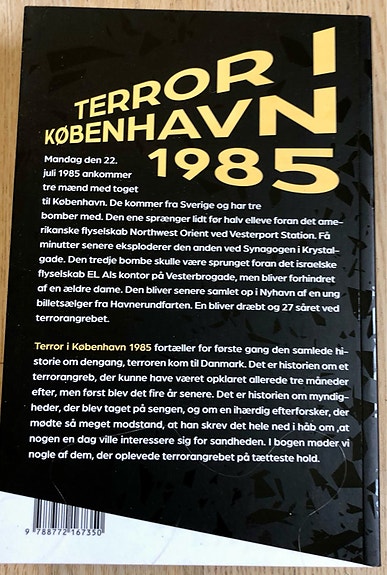 TERROR I
KØBENHAVN
1985
Mandag den 22.
juli 1985 ankommer
tre mænd med toget
til København. De kommer fra Sverige og har tre
bomber med. Den ene sprænger lidt før halv elleve foran det ame-
rikanske flyselskab Northwest Orient ved Vesterport Station. Få
minutter senere eksploderer den anden ved Synagogen i Krystal-
gade. Den tredje bombe skulle være sprunget foran det israelske
flyselskab EL Als kontor på Vesterbrogade, men bliver forhindret
af en ældre dame. Den bliver senere samlet op i Nyhavn af en ung
billetsælger fra Havnerundfarten. En bliver dræbt og 27 såret ved
terrorangrebet.
Terror i København 1985 fortæller for første gang den samlede hi-
storie om dengang, terroren kom til Danmark. Det er historien om et
terrorangreb, der kunne have været opklaret allerede tre måneder
efter, men først blev det fire år senere. Det er historien om myndig-
heder, der blev taget på sengen, og om en ihærdig efterforsker, der
mødte så meget modstand, at han skrev det hele ned i håb om ,at
nogen en dag ville interessere sig for sandheden. I bogen møder vi
nogle af dem, der oplevede terrorangrebet på tætteste hold.
9 788772 167350